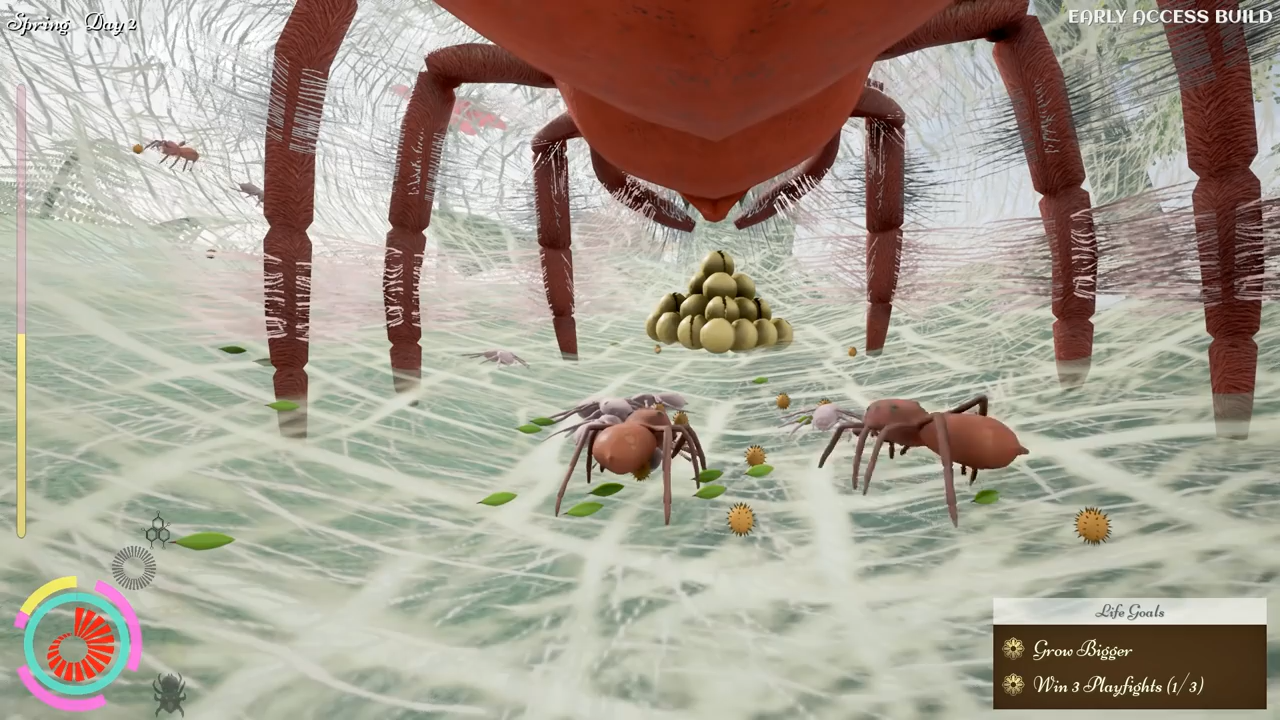 Spring Day 2
EARLY ACCESS BUILD
Life Goals
Grow Bigger
Win 3 Playfights (1/3)